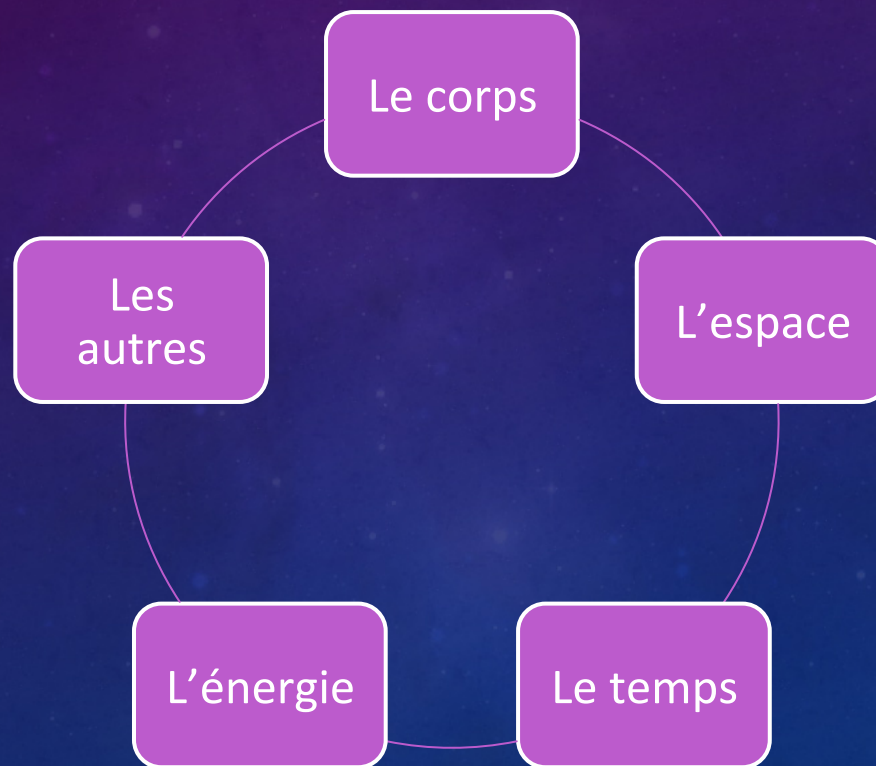 Le corps
L’espace
Le temps
L’énergie
Les
autres